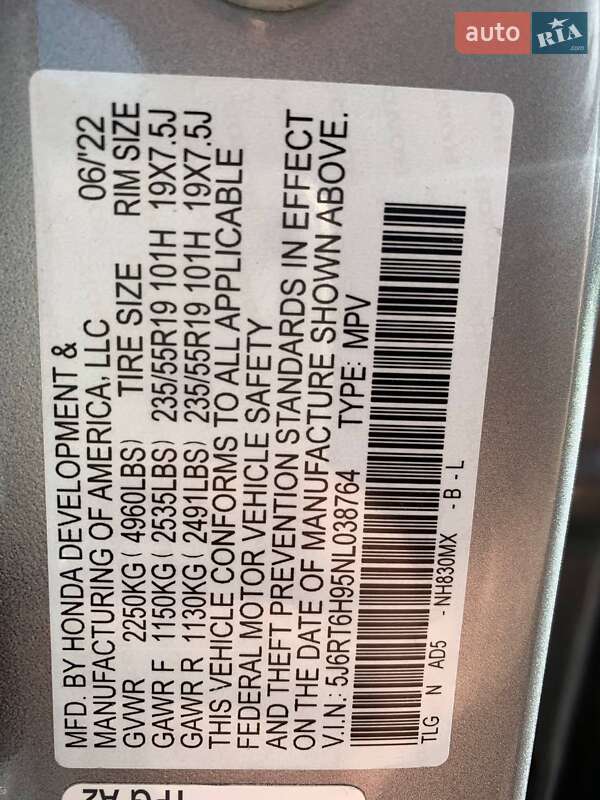 auto RIA .com
MFD. BY HONDA DEVELOPMENT &
MANUFACTURING OF AMERICA, LLC 06/'22
GVWR 2250KG ( 4960LBS) TIRE SIZE RIM SIZE
GAWR F 1150KG ( 2535LBS) 235/55R19 101H 19X7.5J
GAWR R 1130KG ( 2491LBS) 235/55R19 101H 19X7.5J
THIS VEHICLE CONFORMS TO ALL APPLICABLE
FEDERAL MOTOR VEHICLE SAFETY
AND THEFT PREVENTION STANDARDS IN EFFECT
ON THE DATE OF MANUFACTURE SHOWN ABOVE.
V.I.N.: 5J6RT6H95NL038764 TYPE: MPV
TLG N AD5 - NH830MX - B - L